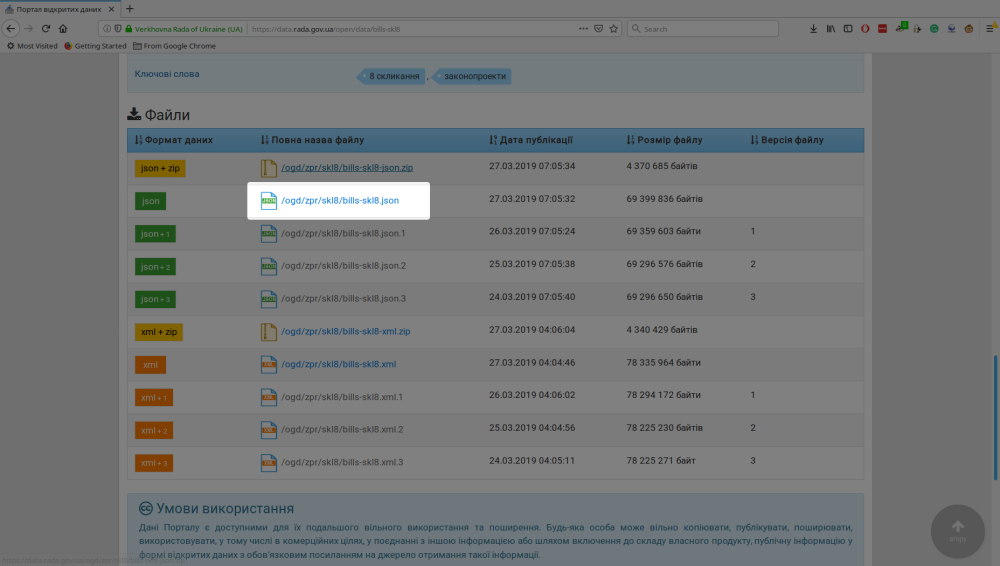 Портал відкритих даних
Verkhovna Rada of Ukraine (UA)
https://data.rada.gov.ua/open/data/bills-skl8
Search
Most Visited Getting Started From Google Chrome
Ключові слова 8 скликання , законопроекти
Файли
Формат даних Повна назва файлу Дата публікації Розмір файлу Версія файлу
json + zip /ogd/zpr/skl8/bills-skl8-json.zip 27.03.2019 07:05:34 4 370 685 байтів
json /ogd/zpr/skl8/bills-skl8.json 27.03.2019 07:05:32 69 399 836 байтів
json + 1 /ogd/zpr/skl8/bills-skl8.json.1 26.03.2019 07:05:24 69 359 603 байти 1
json + 2 /ogd/zpr/skl8/bills-skl8.json.2 25.03.2019 07:05:38 69 296 576 байтів 2
json + 3 /ogd/zpr/skl8/bills-skl8.json.3 24.03.2019 07:05:40 69 296 650 байтів 3
xml + zip /ogd/zpr/skl8/bills-skl8-xml.zip 27.03.2019 04:06:04 4 340 429 байтів
xml /ogd/zpr/skl8/bills-skl8.xml 27.03.2019 04:04:46 78 335 964 байти
xml + 1 /ogd/zpr/skl8/bills-skl8.xml.1 26.03.2019 04:06:02 78 294 172 байти 1
xml + 2 /ogd/zpr/skl8/bills-skl8.xml.2 25.03.2019 04:04:56 78 225 230 байтів 2
xml + 3 /ogd/zpr/skl8/bills-skl8.xml.3 24.03.2019 04:05:11 78 225 271 байт 3
Умови використання
Дані Порталу є доступними для їх подальшого вільного використання та поширення. Будь-яка особа може вільно копіювати, публікувати, поширювати,
використовувати, у тому числі в комерційних цілях, у поєднанні з іншою інформацією або шляхом включення до складу власного продукту, публічну інформацію у
формі відкритих даних з обов'язковим посиланням на джерело отримання такої інформації.